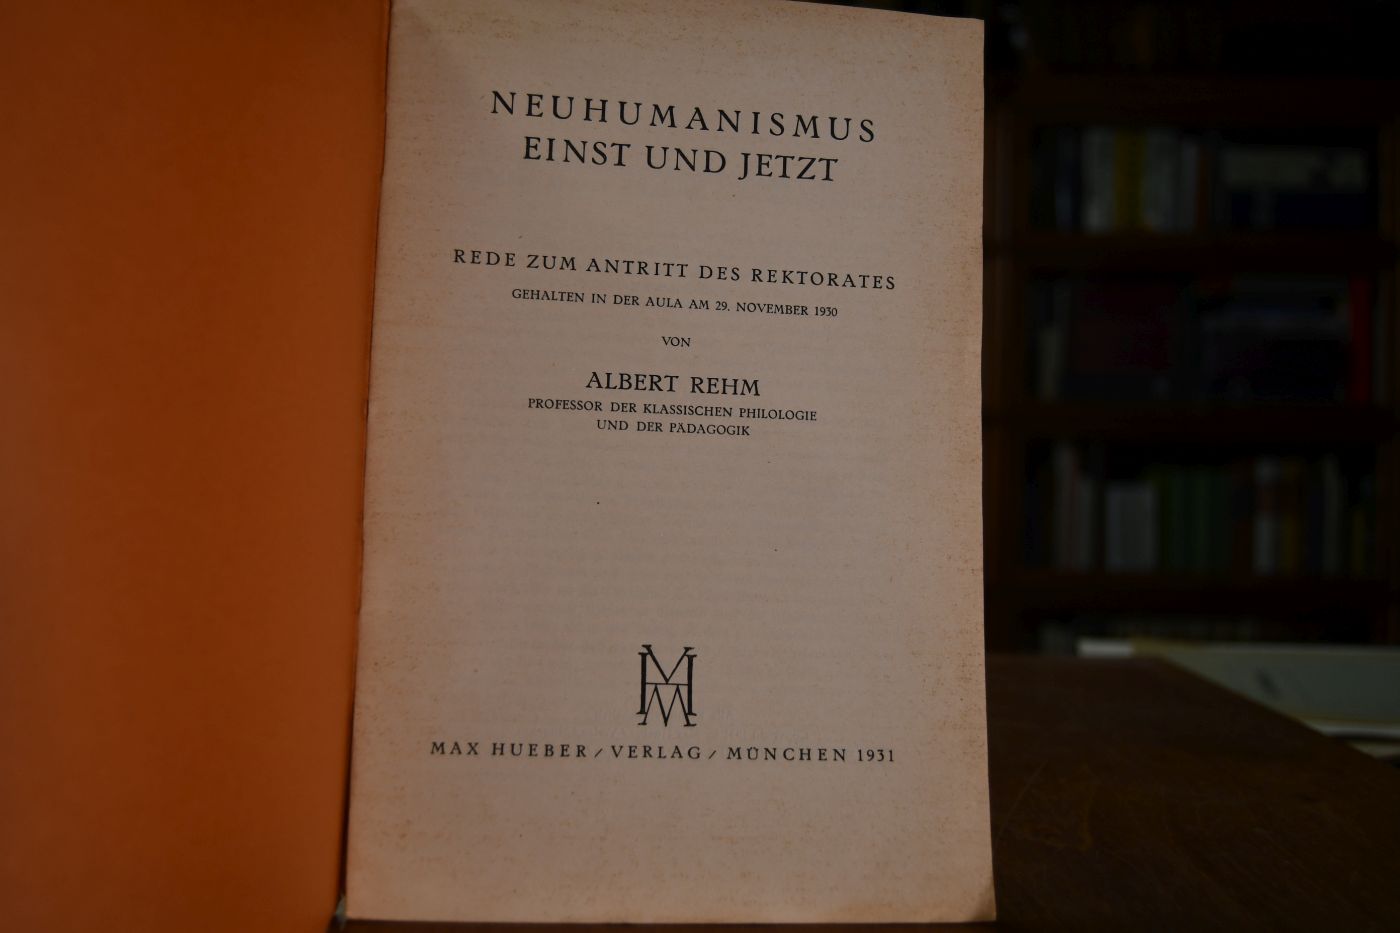 NEUHUMANISMUS
EINST UND JETZT
REDE ZUM ANTRITT DES REKTORATES
GEHALTEN IN DER AULA AM 29. NOVEMBER 1930
VON
ALBERT REHM
PROFESSOR DER KLASSISCHEN PHILOLOGIE
UND DER PÄDAGOGIK
MH
MAX HUEBER / VERLAG / MÜNCHEN 1931